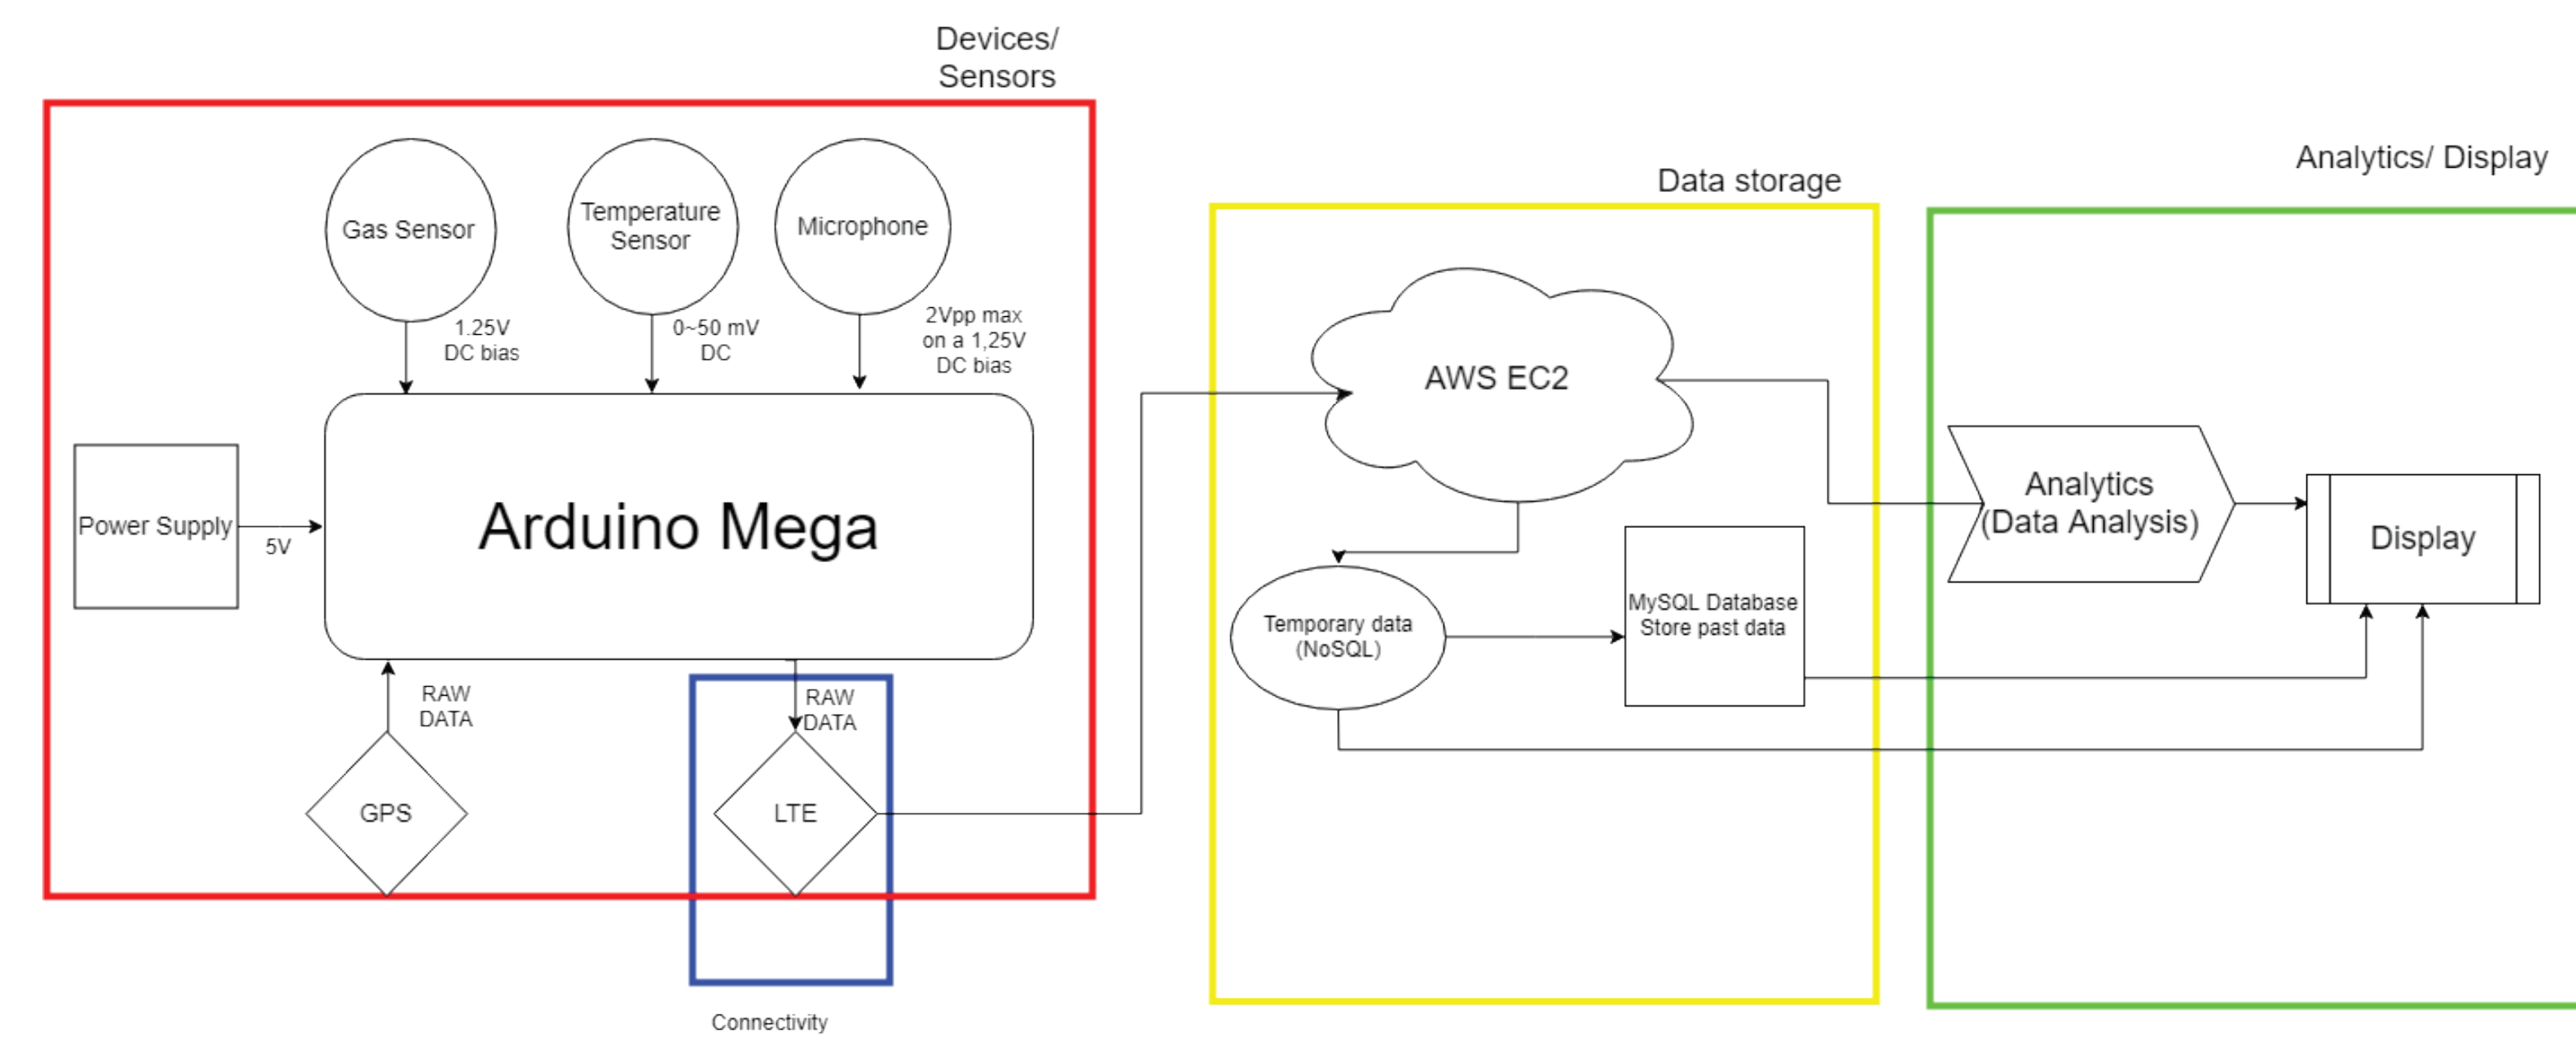 Devices/
Sensors
Gas Sensor
Temperature
Sensor
Microphone
1.25V
DC bias
0~50 mV
DC
2Vpp max
on a 1,25V
DC bias
Power Supply
5V
Arduino Mega
RAW
DATA
GPS
RAW
DATA
LTE
Connectivity
Data storage
AWS EC2
Temporary data
(NoSQL)
MySQL Database
Store past data
Analytics/ Display
Analytics
(Data Analysis)
Display